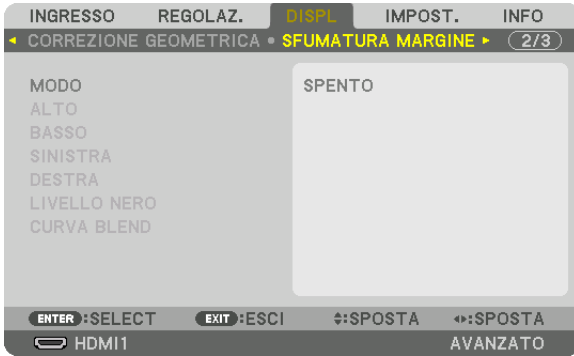 INGRESSO REGOLAZ. DISPL IMPOST. INFO
CORREZIONE GEOMETRICA • SFUMATURA MARGINE 2/3
MODO SPENTO
ALTO
BASSO
SINISTRA
DESTRA
LIVELLO NERO
CURVA BLEND
ENTER :SELECT EXIT :ESCI :SPOSTA :SPOSTA
HDMI1 AVANZATO